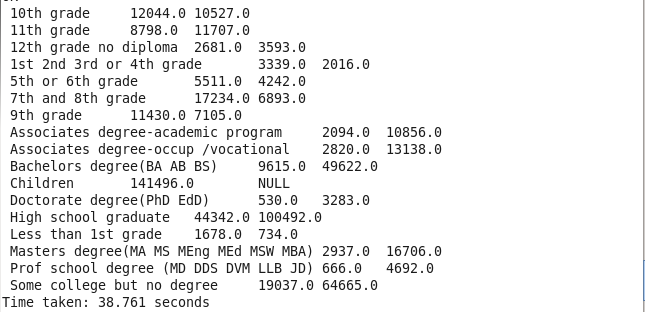 10th grade 12044.0 10527.0
11th grade 8798.0 11707.0
12th grade no diploma 2681.0 3593.0
1st 2nd 3rd or 4th grade 3339.0 2016.0
5th or 6th grade 5511.0 4242.0
7th and 8th grade 17234.0 6893.0
9th grade 11430.0 7105.0
Associates degree-academic program 2094.0 10856.0
Associates degree-occup /vocational 2820.0 13138.0
Bachelors degree(BA AB BS) 9615.0 49622.0
Children 141496.0 NULL
Doctorate degree(PhD EdD) 530.0 3283.0
High school graduate 44342.0 100492.0
Less than 1st grade 1678.0 734.0
Masters degree(MA MS MEng MEd MSW MBA) 2937.0 16706.0
Prof school degree (MD DDS DVM LLB JD) 666.0 4692.0
Some college but no degree 19037.0 64665.0
Time taken: 38.761 seconds